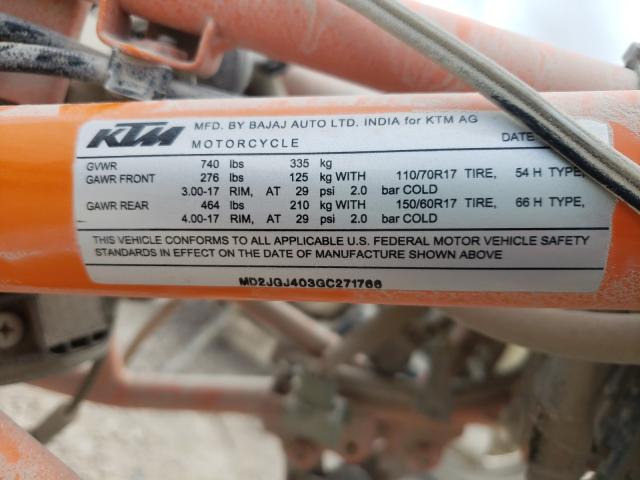 KTM MFD. BY BAJAJ AUTO LTD. INDIA for KTM AG
MOTORCYCLE DATE
GVWR 740 lbs 335 kg
GAWR FRONT 276 lbs 125 kg WITH 110/70R17 TIRE, 54 H TYPE,
3.00-17 RIM, AT 29 psi 2.0 bar COLD
GAWR REAR 464 lbs 210 kg WITH 150/60R17 TIRE, 66 H TYPE,
4.00-17 RIM, AT 29 psi 2.0 bar COLD
THIS VEHICLE CONFORMS TO ALL APPLICABLE U.S. FEDERAL MOTOR VEHICLE SAFETY
STANDARDS IN EFFECT ON THE DATE OF MANUFACTURE SHOWN ABOVE
MD2JGJ403GC271766